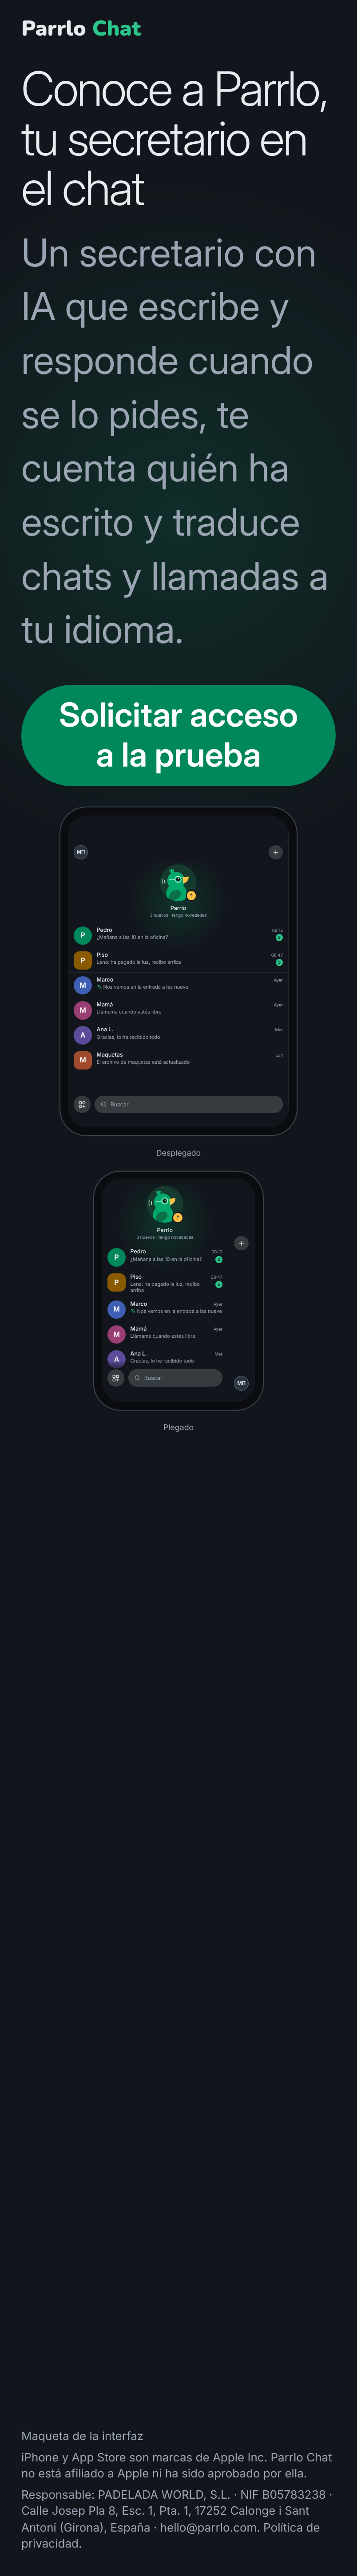 Parrlo Chat
Conoce a Parrlo,
tu secretario en
el chat
Un secretario con
IA que escribe y
responde cuando
se lo pides, te
cuenta quién ha
escrito y traduce
chats y llamadas a
tu idioma.
Solicitar acceso
a la prueba
МП
+
Parrlo
3 nuevos · tengo novedades
P
Pedro
09:12
¿Mañana a las 10 en la oficina?
2
P
Piso
08:47
Lena: ha pagado la luz, recibo arriba
5
M
Marco
Ayer
Nos vemos en la entrada a las nueve
M
Mamá
Ayer
Llámame cuando estés libre
A
Ana L.
Mar
Gracias, lo he recibido todo
M
Maquetas
Lun
El archivo de maquetas está actualizado
Buscar
Desplegado
Parrlo
3 nuevos · tengo novedades
+
P
Pedro
09:12
¿Mañana a las 10 en la oficina?
2
P
Piso
08:47
Lena: ha pagado la luz, recibo
arriba
5
M
Marco
Ayer
Nos vemos en la entrada a las nueve
M
Mamá
Ayer
Llámame cuando estés libre
A
Ana L.
Mar
Gracias, lo he recibido todo
Buscar
МП
Plegado
Maqueta de la interfaz
iPhone y App Store son marcas de Apple Inc. Parrlo Chat
no está afiliado a Apple ni ha sido aprobado por ella.
Responsable: PADELADA WORLD, S.L. · NIF B05783238 ·
Calle Josep Pla 8, Esc. 1, Pta. 1, 17252 Calonge i Sant
Antoni (Girona), España · hello@parrlo.com. Política de
privacidad.